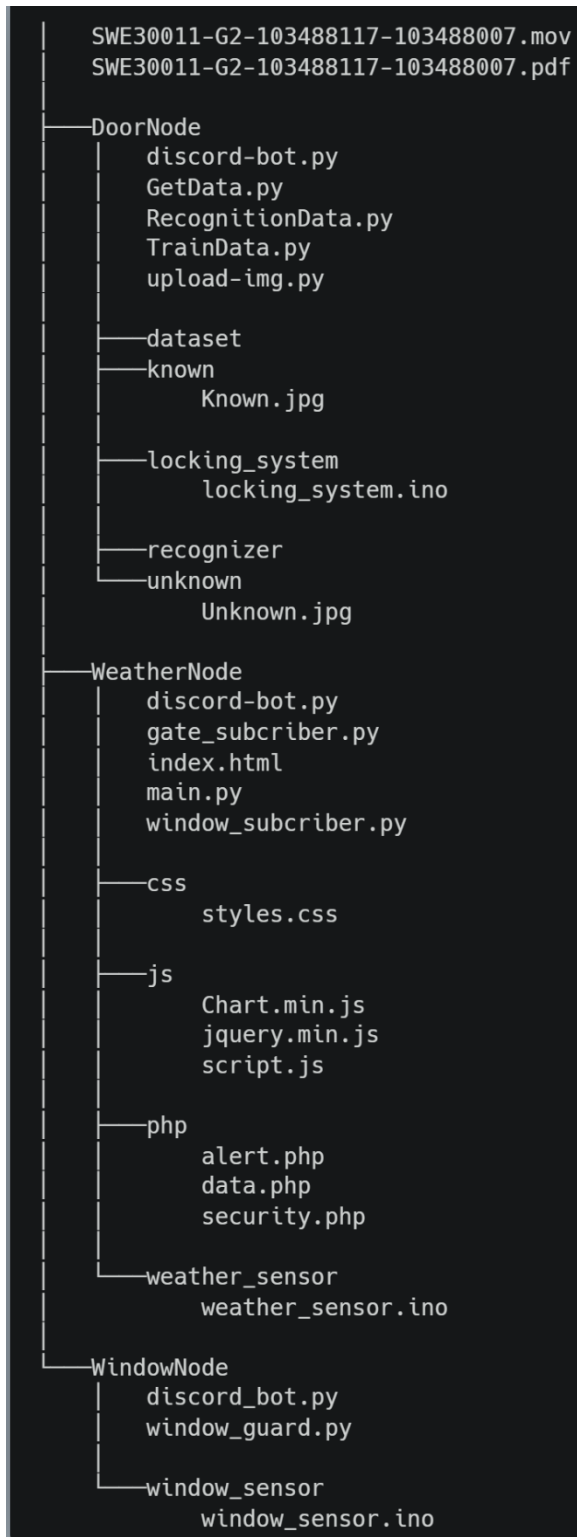 SWE30011-G2-103488117-103488007.mov
SWE30011-G2-103488117-103488007.pdf
DoorNode
discord-bot.py
GetData.py
RecognitionData.py
TrainData.py
upload-img.py
dataset
known
Known.jpg
locking_system
locking_system.ino
recognizer
unknown
Unknown.jpg
WeatherNode
discord-bot.py
gate_subcriber.py
index.html
main.py
window_subcriber.py
css
styles.css
js
Chart.min.js
jquery.min.js
script.js
php
alert.php
data.php
security.php
weather_sensor
weather_sensor.ino
WindowNode
discord_bot.py
window_guard.py
window_sensor
window_sensor.ino